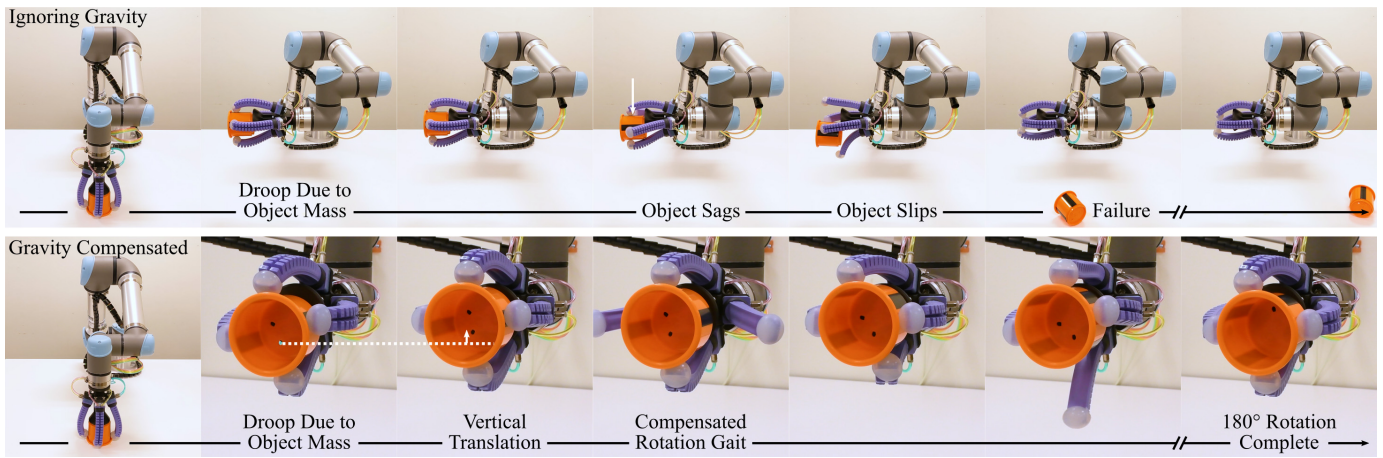 Ignoring Gravity
Droop Due to
Object Mass
Object Sags
Object Slips
Failure
Gravity Compensated
Droop Due to
Object Mass
Vertical
Translation
Compensated
Rotation Gait
180° Rotation
Complete